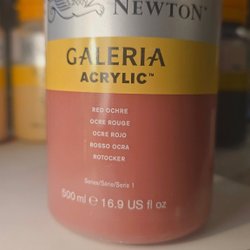 NEWTON
GALERIA
ACRYLIC™
RED OCHRE
OCRE ROUGE
OCRE ROJO
ROSSO OCRA
ROTOCKER
Series/Série/Serie 1
500 ml ℮ 16.9 US fl oz